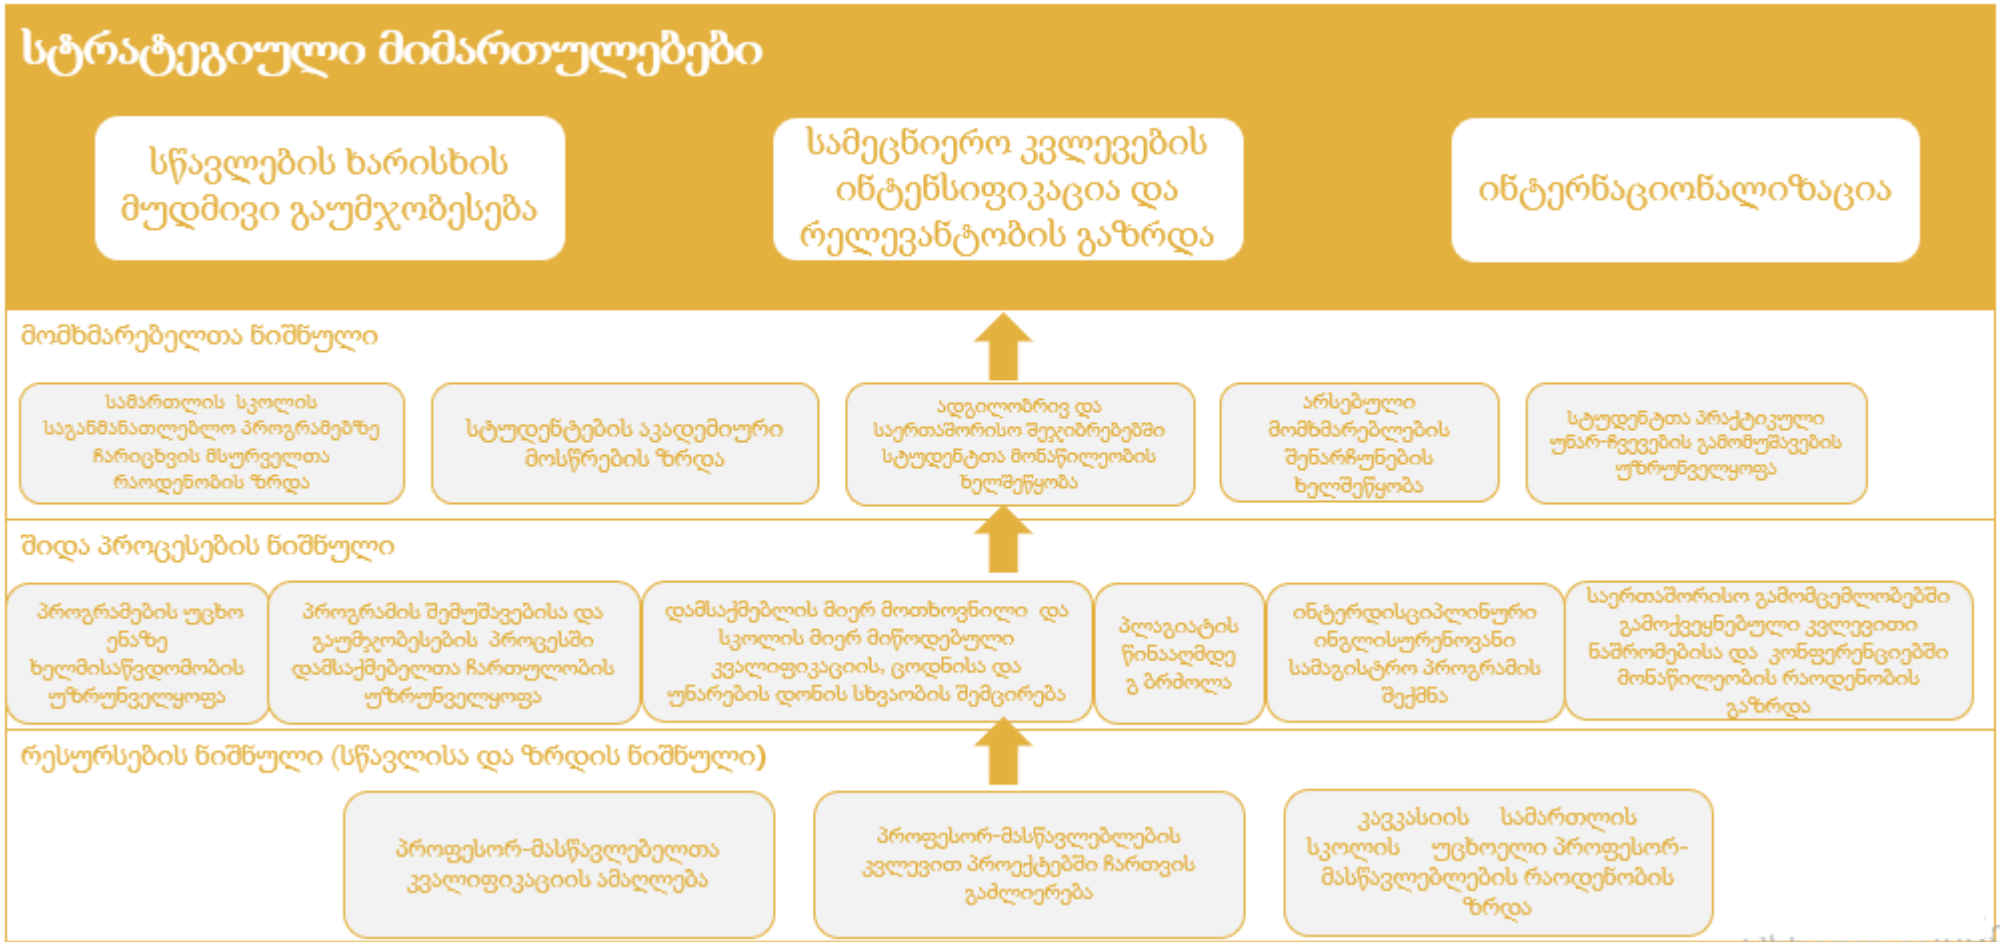 სტრატეგიული მიმართულებები
სწავლების ხარისხის
მუდმივი გაუმჯობესება
სამეცნიერო კვლევების
ინტენსიფიკაცია და
რელევანტობის გაზრდა
ინტერნაციონალიზაცია
მომხმარებელთა ნიშნული
სამართლის სკოლის
საგანმანათლებლო პროგრამებზე
ჩარიცხვის მსურველთა
რაოდენობის ზრდა
სტუდენტების აკადემიური
მოსწრების ზრდა
ადგილობრივ და
საერთაშორისო შეჯიბრებებში
სტუდენტთა მონაწილეობის
ხელშეწყობა
არსებული
მომხმარებლების
შენარჩუნების
ხელშეწყობა
სტუდენტთა პრაქტიკული
უნარ-ჩვევების გამომუშავების
უზრუნველყოფა
შიდა პროცესების ნიშნული
პროგრამების უცხო
ენაზე
ხელმისაწვდომობის
უზრუნველყოფა
პროგრამის შემუშავებისა და
გაუმჯობესების პროცესში
დამსაქმებელთა ჩართულობის
უზრუნველყოფა
დამსაქმებლის მიერ მოთხოვნილი და
სკოლის მიერ მიწოდებული
კვალიფიკაციის, ცოდნისა და
უნარების დონის სხვაობის შემცირება
პლაგიატის
წინააღმდე
გ ბრძოლა
ინტერდისციპლინური
ინგლისურენოვანი
სამაგისტრო პროგრამის
შექმნა
საერთაშორისო გამომცემლობებში
გამოქვეყნებული კვლევითი
ნაშრომებისა და კონფერენციებში
მონაწილეობის რაოდენობის
გაზრდა
რესურსების ნიშნული (სწავლისა და ზრდის ნიშნული)
პროფესორ-მასწავლებელთა
კვალიფიკაციის ამაღლება
პროფესორ-მასწავლებლების
კვლევით პროექტებში ჩართვის
გაძლიერება
კავკასიის სამართლის
სკოლის უცხოელი პროფესორ-
მასწავლებლების რაოდენობის
ზრდა